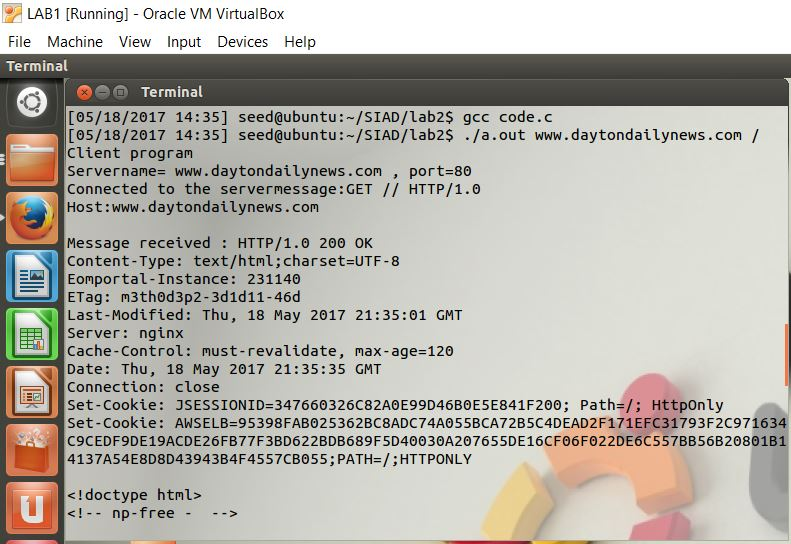 LAB1 [Running] - Oracle VM VirtualBox
File Machine View Input Devices Help
Terminal
Terminal
[05/18/2017 14:35] seed@ubuntu:~/SIAD/lab2$ gcc code.c
[05/18/2017 14:35] seed@ubuntu:~/SIAD/lab2$ ./a.out www.daytondailynews.com /
Client program
Servername= www.daytondailynews.com , port=80
Connected to the servermessage:GET // HTTP/1.0
Host:www.daytondailynews.com
Message received : HTTP/1.0 200 OK
Content-Type: text/html;charset=UTF-8
Eomportal-Instance: 231140
ETag: m3th0d3p2-3d1d11-46d
Last-Modified: Thu, 18 May 2017 21:35:01 GMT
Server: nginx
Cache-Control: must-revalidate, max-age=120
Date: Thu, 18 May 2017 21:35:35 GMT
Connection: close
Set-Cookie: JSESSIONID=347660326C82A0E99D46B0E5E841F200; Path=/; HttpOnly
Set-Cookie: AWSELB=95398FAB025362BC8ADC74A055BCA72B5C4DEAD2F171EFC31793F2C971634
C9CEDF9DE19ACDE26FB77F3BD622BDB689F5D40030A207655DE16CF06F022DE6C557BB56B20801B1
4137A54E8D8D43943B4F4557CB055;PATH=/;HTTPONLY
<!doctype html>
<!-- np-free - -->